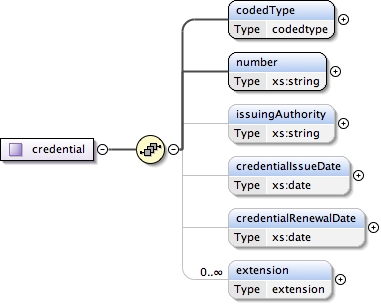 codedType
Type codedtype
number
Type xs:string
issuingAuthority
Type xs:string
credential
credentialIssueDate
Type xs:date
credentialRenewalDate
Type xs:date
0..∞
extension
Type extension